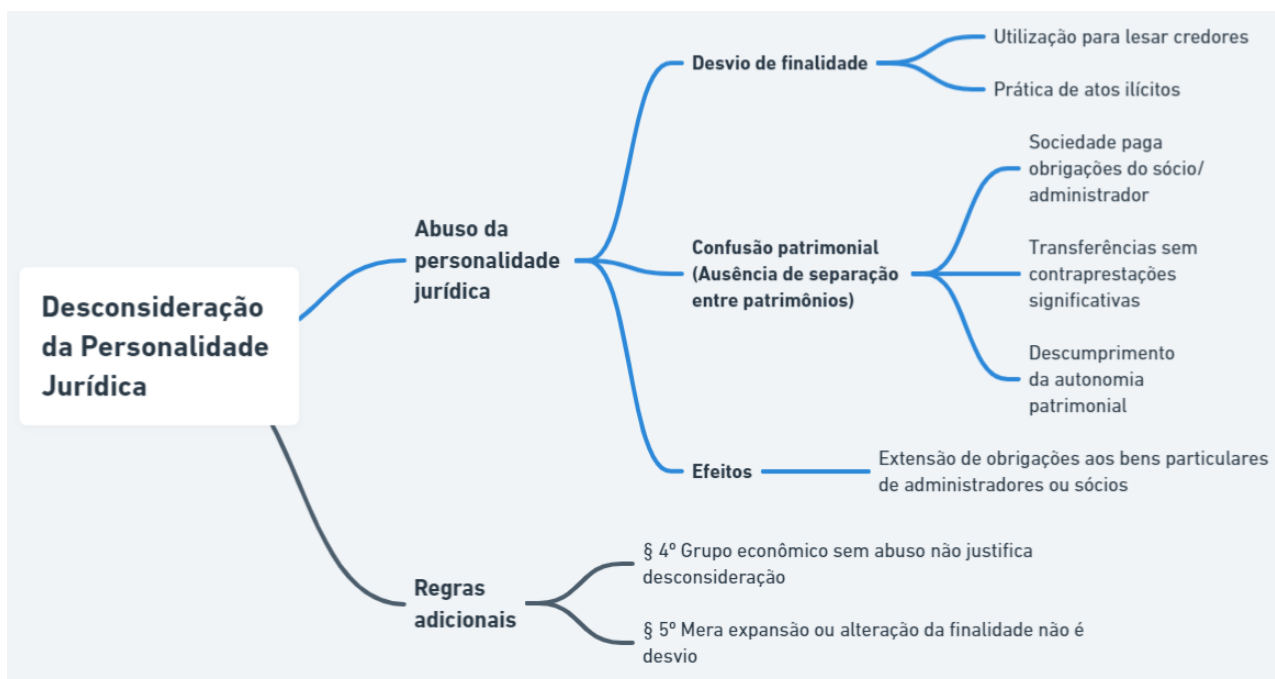 Desconsideração
da Personalidade
Jurídica
Abuso da
personalidade
jurídica
Desvio de finalidade
Utilização para lesar credores
Prática de atos ilícitos
Confusão patrimonial
(Ausência de separação
entre patrimônios)
Sociedade paga
obrigações do sócio/
administrador
Transferências sem
contraprestações
significativas
Descumprimento
da autonomia
patrimonial
Efeitos
Extensão de obrigações aos bens particulares
de administradores ou sócios
Regras
adicionais
§ 4º Grupo econômico sem abuso não justifica
desconsideração
§ 5º Mera expansão ou alteração da finalidade não é
desvio